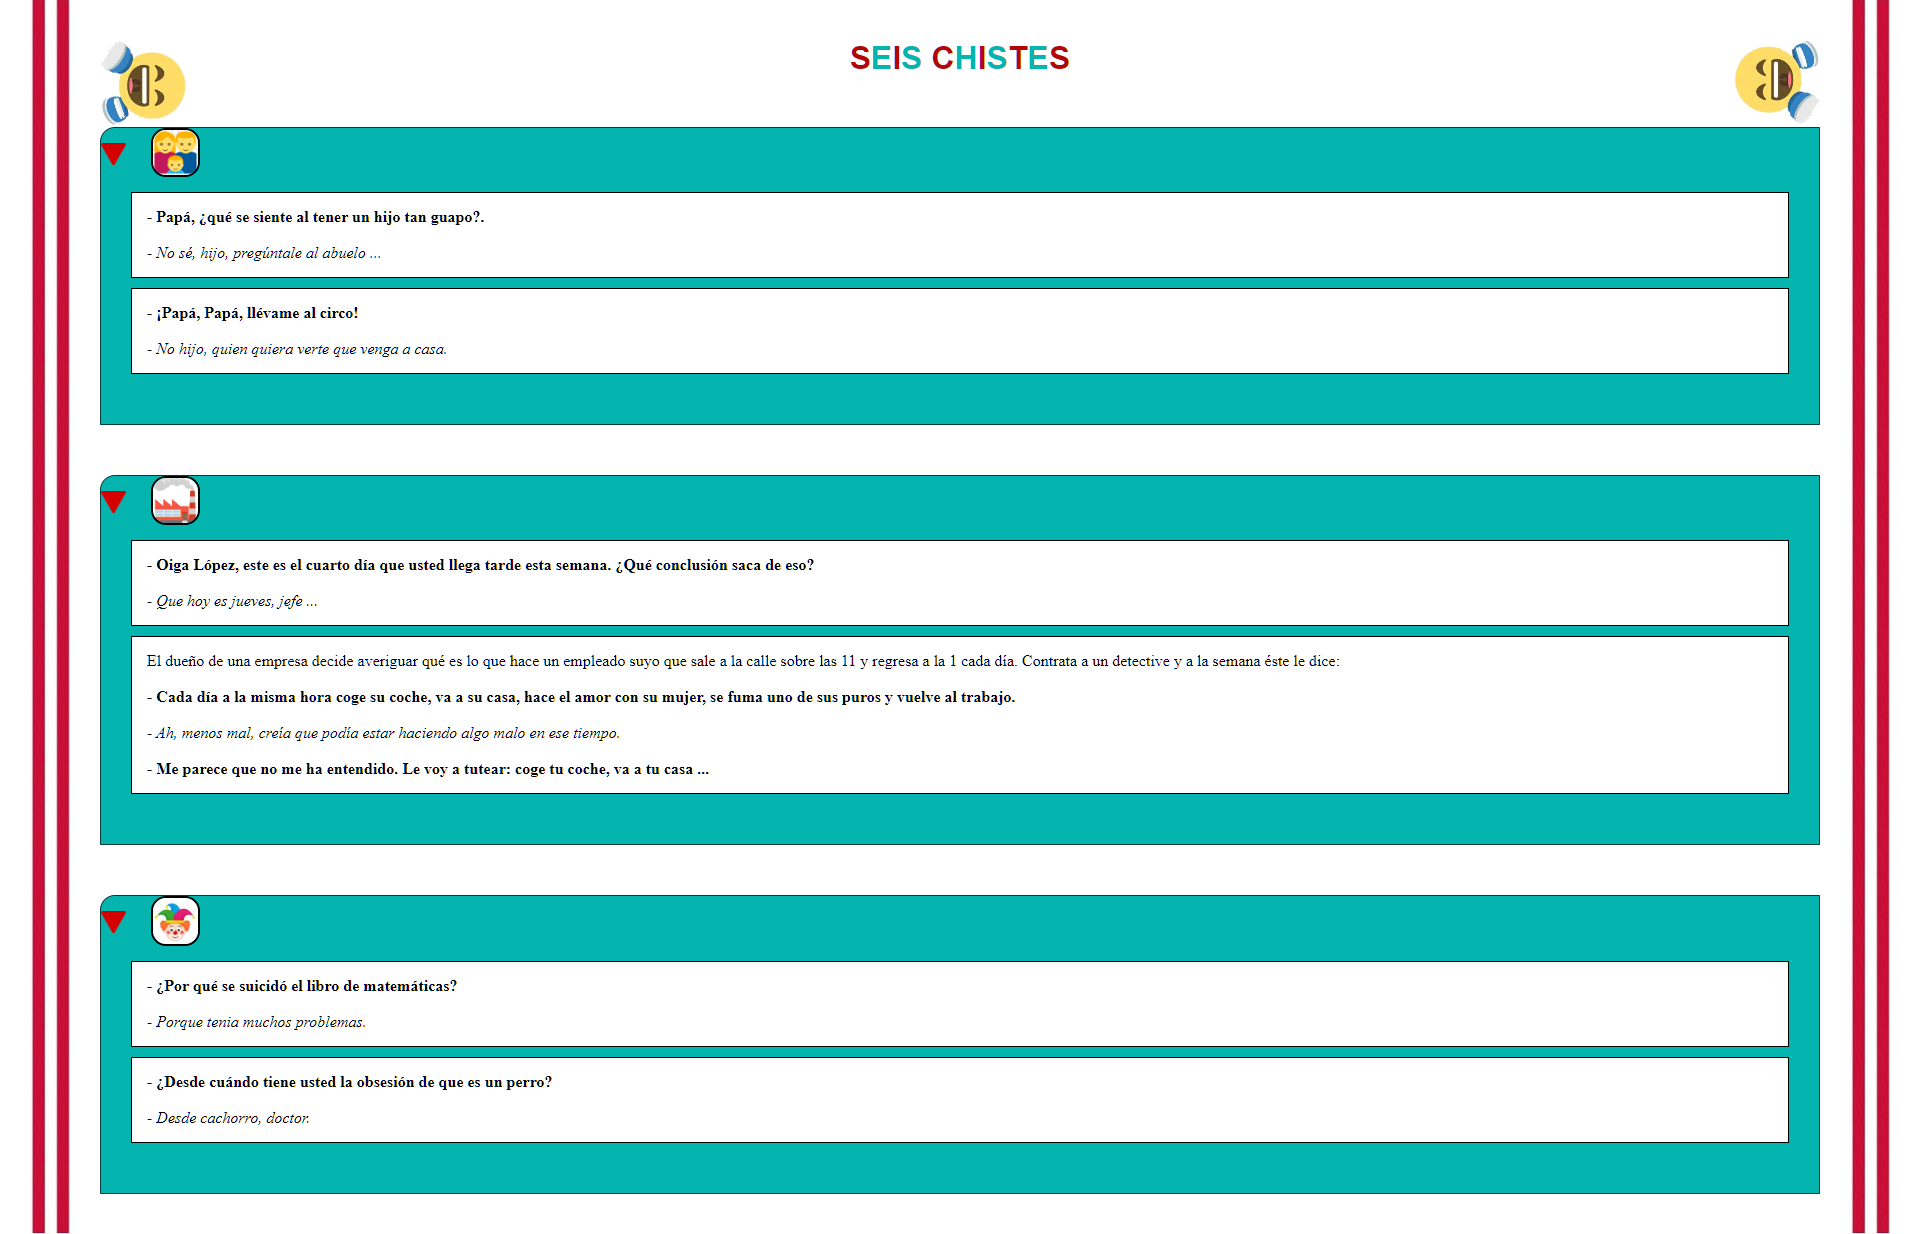 SEIS CHISTES
- Papá, ¿qué se siente al tener un hijo tan guapo?.
- No sé, hijo, pregúntale al abuelo ...
- ¡Papá, Papá, llévame al circo!
- No hijo, quien quiera verte que venga a casa.
- Oiga López, este es el cuarto día que usted llega tarde esta semana. ¿Qué conclusión saca de eso?
- Que hoy es jueves, jefe ...
El dueño de una empresa decide averiguar qué es lo que hace un empleado suyo que sale a la calle sobre las 11 y regresa a la 1 cada día. Contrata a un detective y a la semana éste le dice:
- Cada día a la misma hora coge su coche, va a su casa, hace el amor con su mujer, se fuma uno de sus puros y vuelve al trabajo.
- Ah, menos mal, creía que podía estar haciendo algo malo en ese tiempo.
- Me parece que no me ha entendido. Le voy a tutear: coge tu coche, va a tu casa ...
- ¿Por qué se suicidó el libro de matemáticas?
- Porque tenia muchos problemas.
- ¿Desde cuándo tiene usted la obsesión de que es un perro?
- Desde cachorro, doctor.